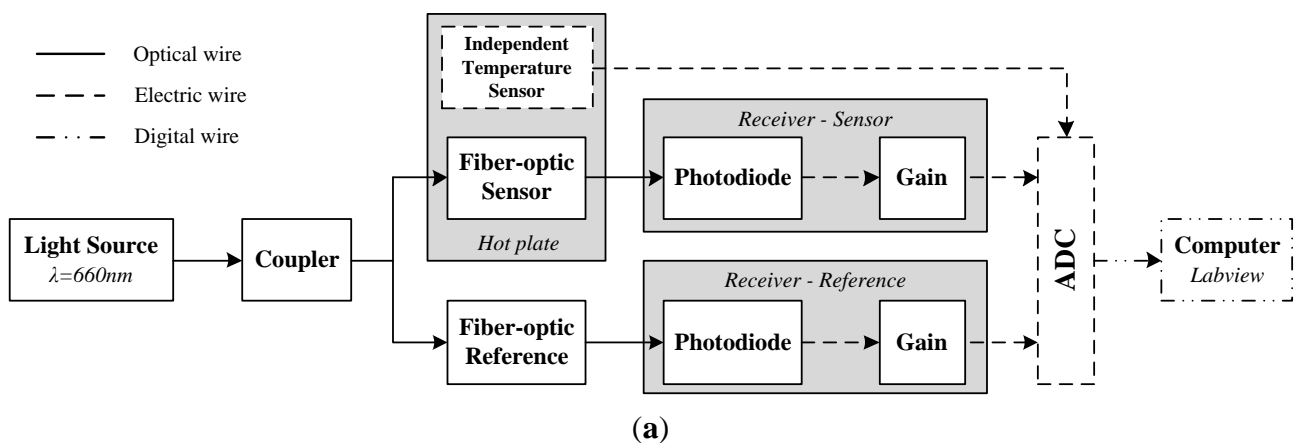 Optical wire
Electric wire
Digital wire
Independent
Temperature
Sensor
Fiber-optic
Sensor
Hot plate
Receiver - Sensor
Photodiode
Gain
Light Source
λ=660nm
Coupler
Fiber-optic
Reference
Receiver - Reference
Photodiode
Gain
ADC
Computer
Labview
(a)